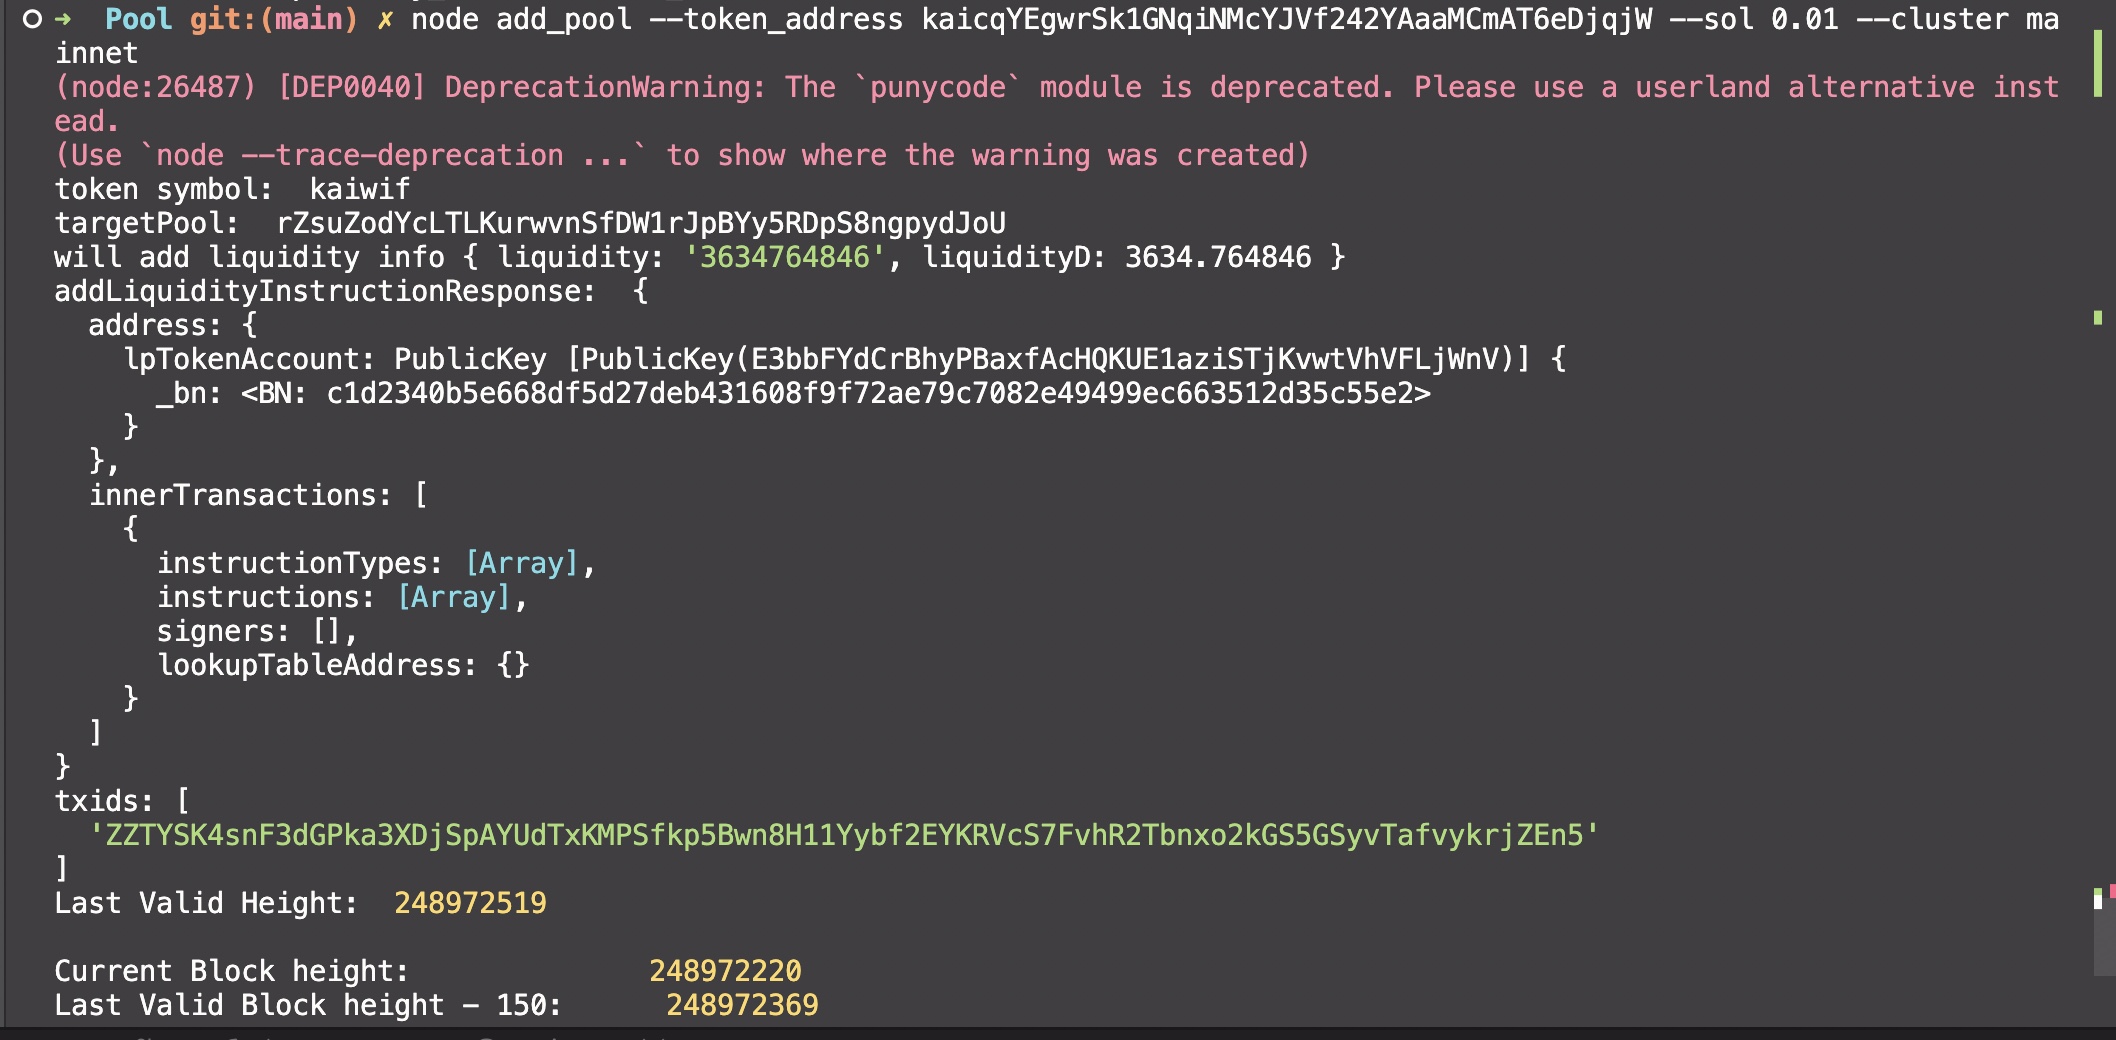 Pool git:(main) ✗ node add_pool --token_address kaicqYEgwrSk1GNqiNMcYJVf242YAaaMCmAT6eDjqjW --sol 0.01 --cluster ma
innet
(node:26487) [DEP0040] DeprecationWarning: The `punycode` module is deprecated. Please use a userland alternative inst
ead.
(Use `node --trace-deprecation ...` to show where the warning was created)
token symbol:  kaiwif
targetPool:  rZsuZodYcLTLKurwvnSfDW1rJpBYy5RDpS8ngpydJoU
will add liquidity info { liquidity: '3634764846', liquidityD: 3634.764846 }
addLiquidityInstructionResponse:  {
  address: {
    lpTokenAccount: PublicKey [PublicKey(E3bbFYdCrBhyPBaxfAcHQKUE1aziSTjKvwtVhVFLjWnV)] {
      _bn: <BN: c1d2340b5e668df5d27deb431608f9f72ae79c7082e49499ec663512d35c55e2>
    }
  },
  innerTransactions: [
    {
      instructionTypes: [Array],
      instructions: [Array],
      signers: [],
      lookupTableAddress: {}
    }
  ]
}
txids: [
  'ZZTYSK4snF3dGPka3XDjSpAYUdTxKMPSfkp5Bwn8H11Yybf2EYKRVcS7FvhR2Tbnxo2kGS5GSyvTafvykrjZEn5'
]
Last Valid Height:  248972519
Current Block height:              248972220
Last Valid Block height - 150:      248972369